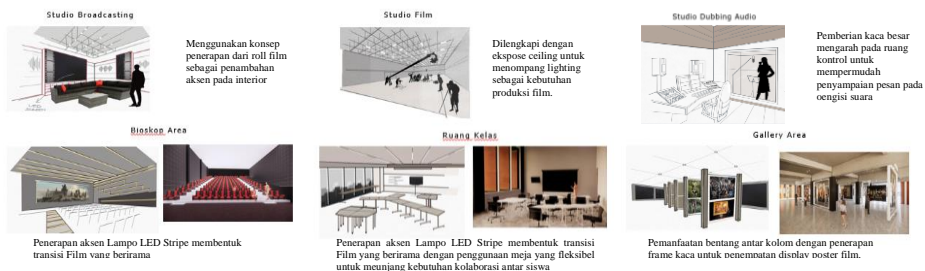 Studio Broadcasting
Menggunakan konsep
penerapan dari roll film
sebagai penambahan
aksen pada interior
Studio Film
Dilengkapi dengan
ekspose ceiling untuk
menompang lighting
sebagai kebutuhan
produksi film.
Studio Dubbing Audio
Pemberian kaca besar
mengarah pada ruang
kontrol untuk
mempermudah
penyampaian pesan pada
oengisi suara
Bioskop Area
Penerapan aksen Lampo LED Stripe membentuk
transisi Film yang berirama
Ruang Kelas
Penerapan aksen Lampo LED Stripe membentuk transisi
Film yang berirama dengan penggunaan meja yang fleksibel
untuk meunjang kebutuhan kolaborasi antar siswa
Gallery Area
Pemanfaatan bentang antar kolom dengan penerapan
frame kaca untuk penempatan display poster film.